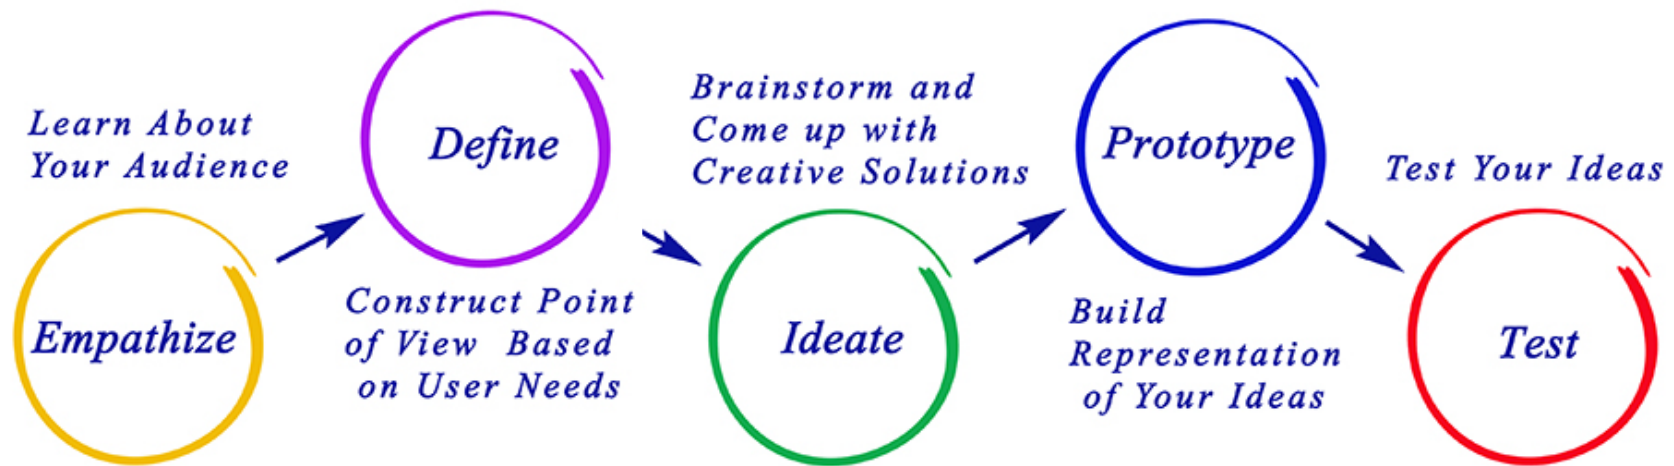 Learn About
Your Audience
Empathize
Define
Construct Point
of View Based
on User Needs
Brainstorm and
Come up with
Creative Solutions
Ideate
Prototype
Build
Representation
of Your Ideas
Test Your Ideas
Test